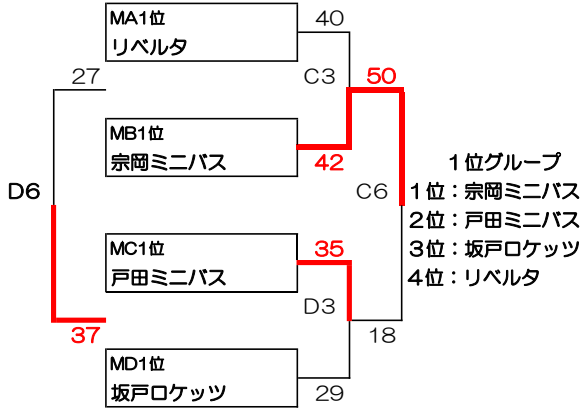 MA1位
リベルタ
40
C3
50
27
MB1位
宗岡ミニバス
42
D6
C6
1位グループ
1位：宗岡ミニバス
2位：戸田ミニバス
3位：坂戸ロケッツ
4位：リベルタ
MC1位
戸田ミニバス
35
D3
37
18
MD1位
坂戸ロケッツ
29